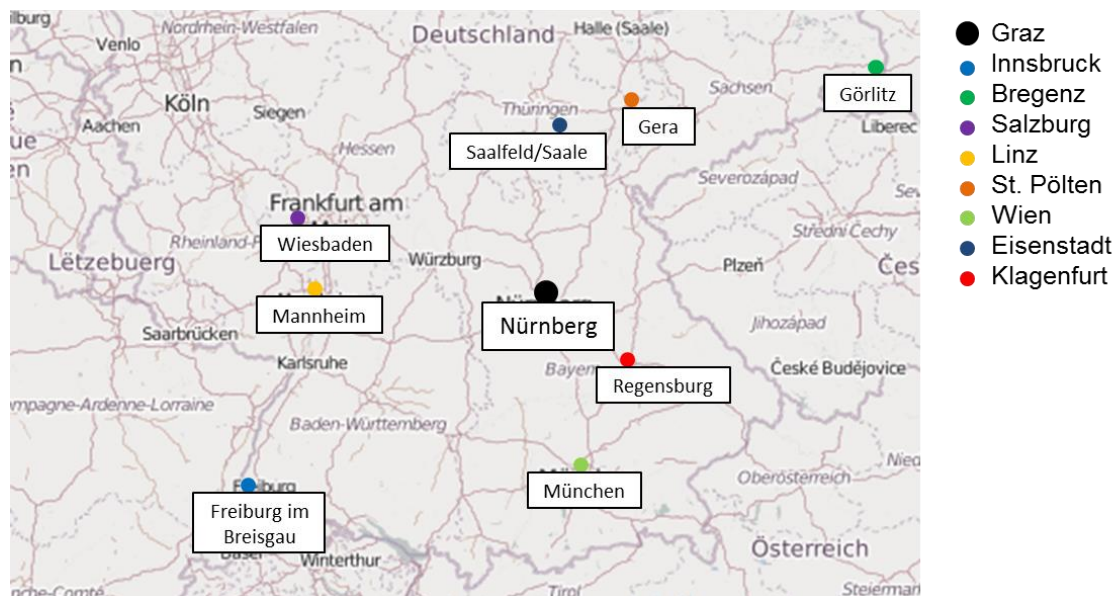 Nordrhein-Westfalen
Venlo
Deutschland
Halle (Saale)
Köln
Siegen
Aachen
Thüringen
Sachsen
Görlitz
Liberec
Gera
Saalfeld/Saale
Hessen
Severozápad
Frankfurt am
Wiesbaden
Lëtzebuerg
Würzburg
Plzeň
Střední Čechy
Mannheim
Nürnberg
Saarbrücken
Karlsruhe
Jihozápad
České Budějovice
Regensburg
Baden-Württemberg
München
Oberösterreich
Freiburg
Freiburg im
Breisgau
Winterthur
Österreich
Tirol
Graz
Innsbruck
Bregenz
Salzburg
Linz
St. Pölten
Wien
Eisenstadt
Klagenfurt